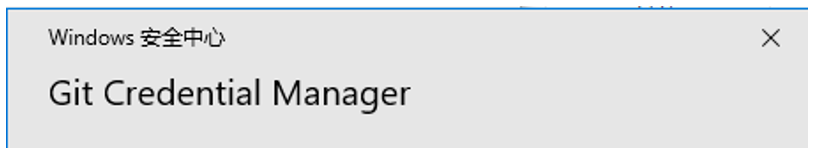 Windows 安全中心
Git Credential Manager